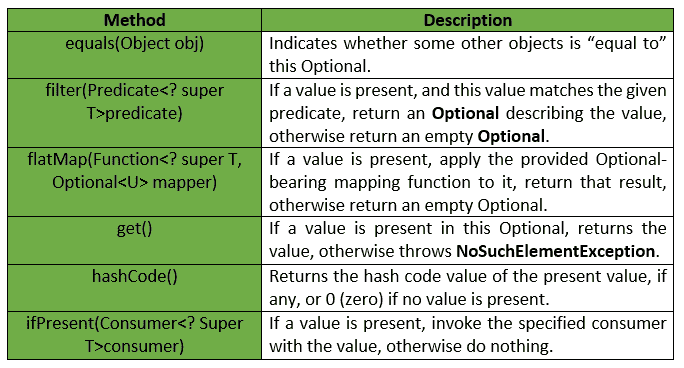 Method
Description
equals(Object obj)
Indicates whether some other objects is “equal to”
this Optional.
filter(Predicate<? super
T>predicate)
If a value is present, and this value matches the given
predicate, return an Optional describing the value,
otherwise return an empty Optional.
flatMap(Function<? super T,
Optional<U> mapper)
If a value is present, apply the provided Optional-
bearing mapping function to it, return that result,
otherwise return an empty Optional.
get()
If a value is present in this Optional, returns the
value, otherwise throws NoSuchElementException.
hashCode()
Returns the hash code value of the present value, if
any, or 0 (zero) if no value is present.
ifPresent(Consumer<? Super
T>consumer)
If a value is present, invoke the specified consumer
with the value, otherwise do nothing.